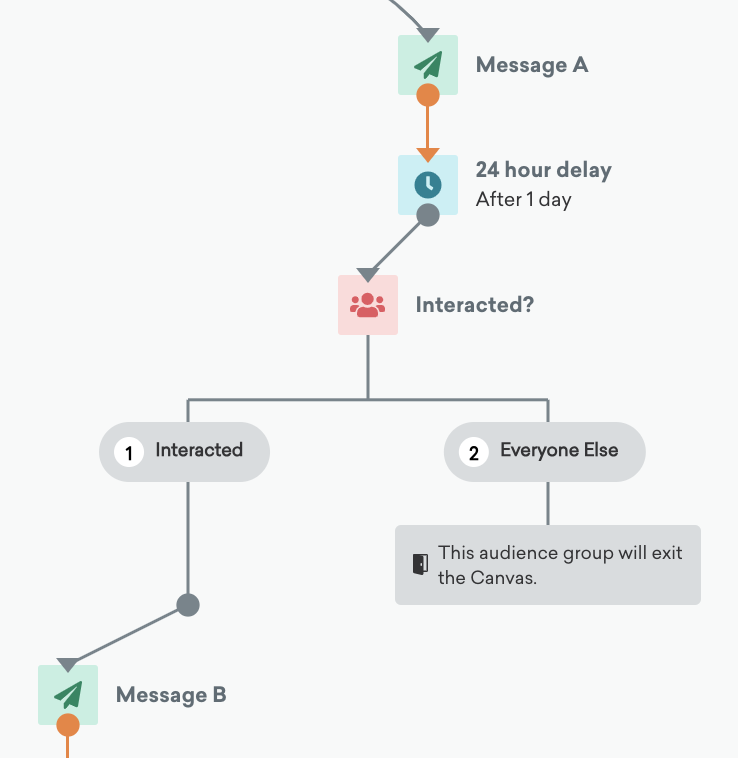 Message A
24 hour delay
After 1 day
Interacted?
1 Interacted
2 Everyone Else
This audience group will exit
the Canvas.
Message B